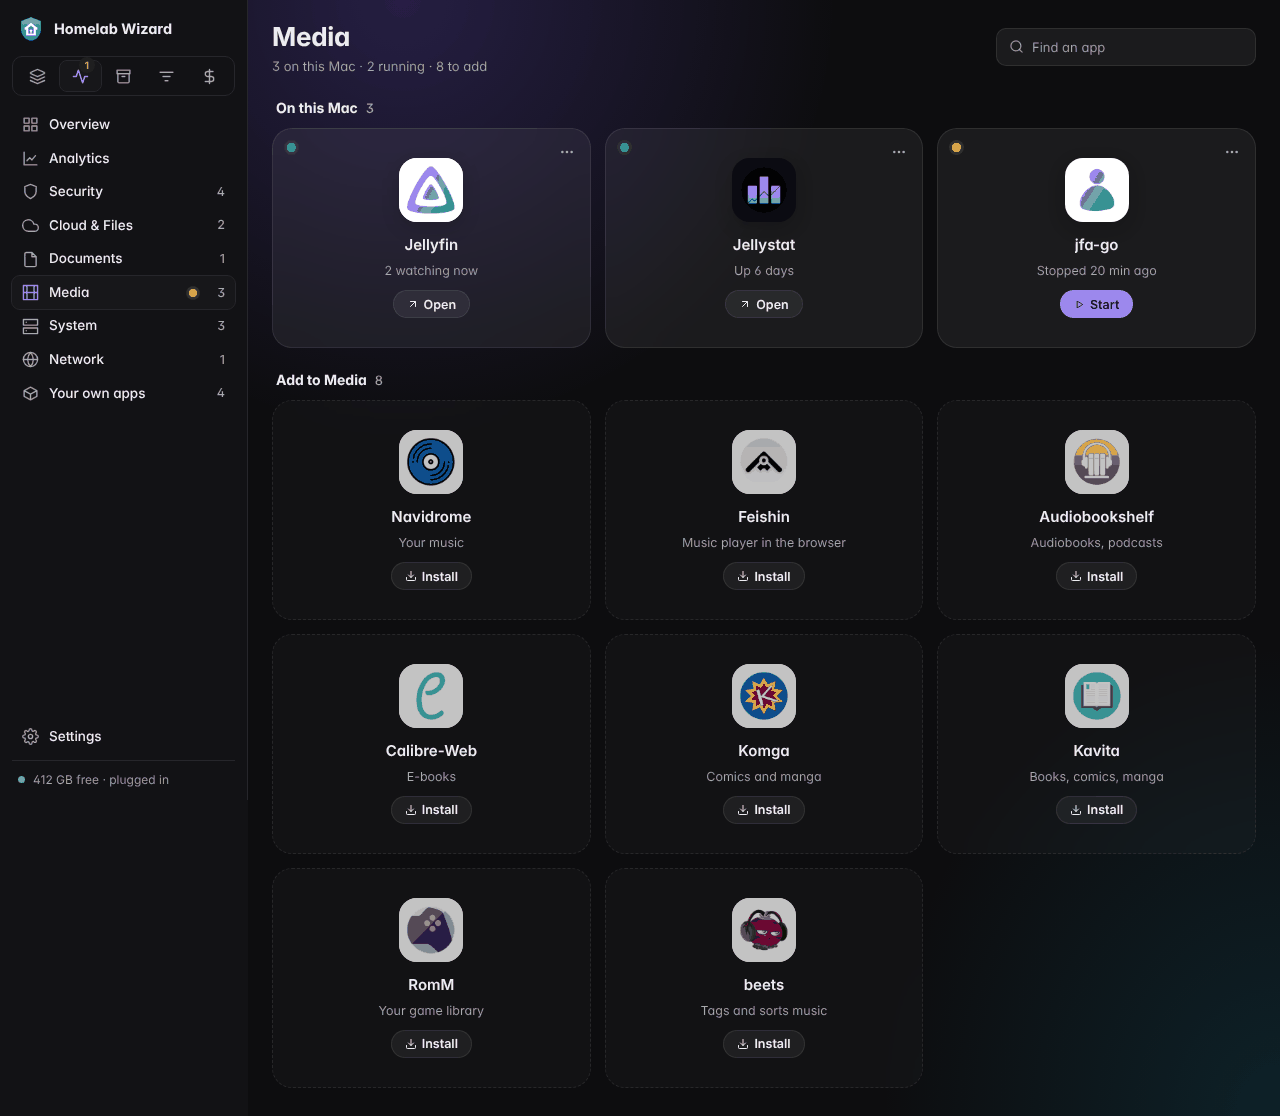 Homelab Wizard
1
Overview
Analytics
Security 4
Cloud & Files 2
Documents 1
Media 3
System 3
Network 1
Your own apps 4
Settings
412 GB free · plugged in
Media
3 on this Mac · 2 running · 8 to add
Find an app
On this Mac 3
Jellyfin
2 watching now
Open
Jellystat
Up 6 days
Open
jfa-go
Stopped 20 min ago
Start
Add to Media 8
Navidrome
Your music
Install
Feishin
Music player in the browser
Install
Audiobookshelf
Audiobooks, podcasts
Install
Calibre-Web
E-books
Install
Komga
Comics and manga
Install
Kavita
Books, comics, manga
Install
RomM
Your game library
Install
beets
Tags and sorts music
Install